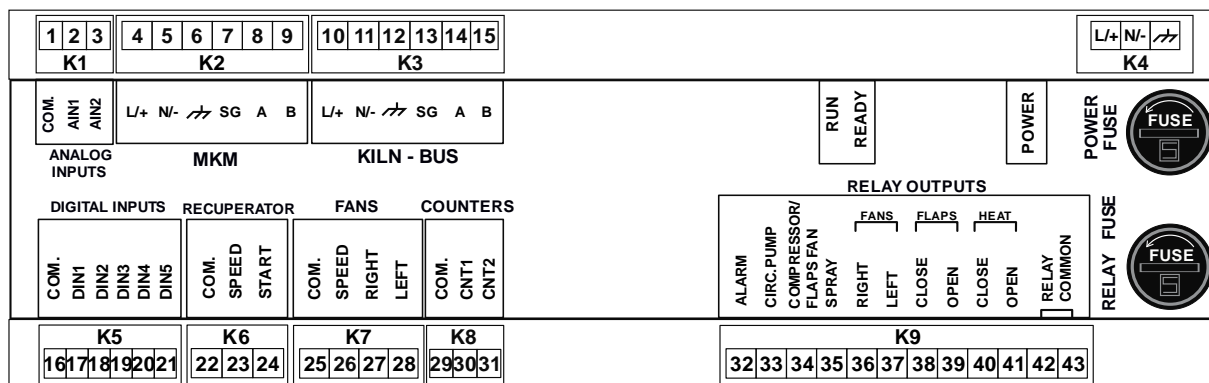 1 2 3 4 5 6 7 8 9 10 11 12 13 14 15 L/+ N/-
K1 K2 K3 K4
COM. AIN1 AIN2
L/+ N/- SG A B
L/+ N/- SG A B
RUN READY
POWER
POWER FUSE
FUSE
ANALOG
INPUTS
MKM
KILN - BUS
RELAY OUTPUTS
DIGITAL INPUTS RECUPERATOR FANS COUNTERS
COM. DIN1 DIN2 DIN3 DIN4 DIN5
COM. SPEED START
COM. SPEED RIGHT LEFT
COM. CNT1 CNT2
FANS FLAPS HEAT
ALARM
CIRC.PUMP
COMPRESSOR/
FLAPS FAN
SPRAY
RIGHT
LEFT
CLOSE
OPEN
CLOSE
OPEN
RELAY
COMMON
RELAY FUSE
FUSE
K5 K6 K7 K8 K9
16 17 18 19 20 21 22 23 24 25 26 27 28 29 30 31 32 33 34 35 36 37 38 39 40 41 42 43